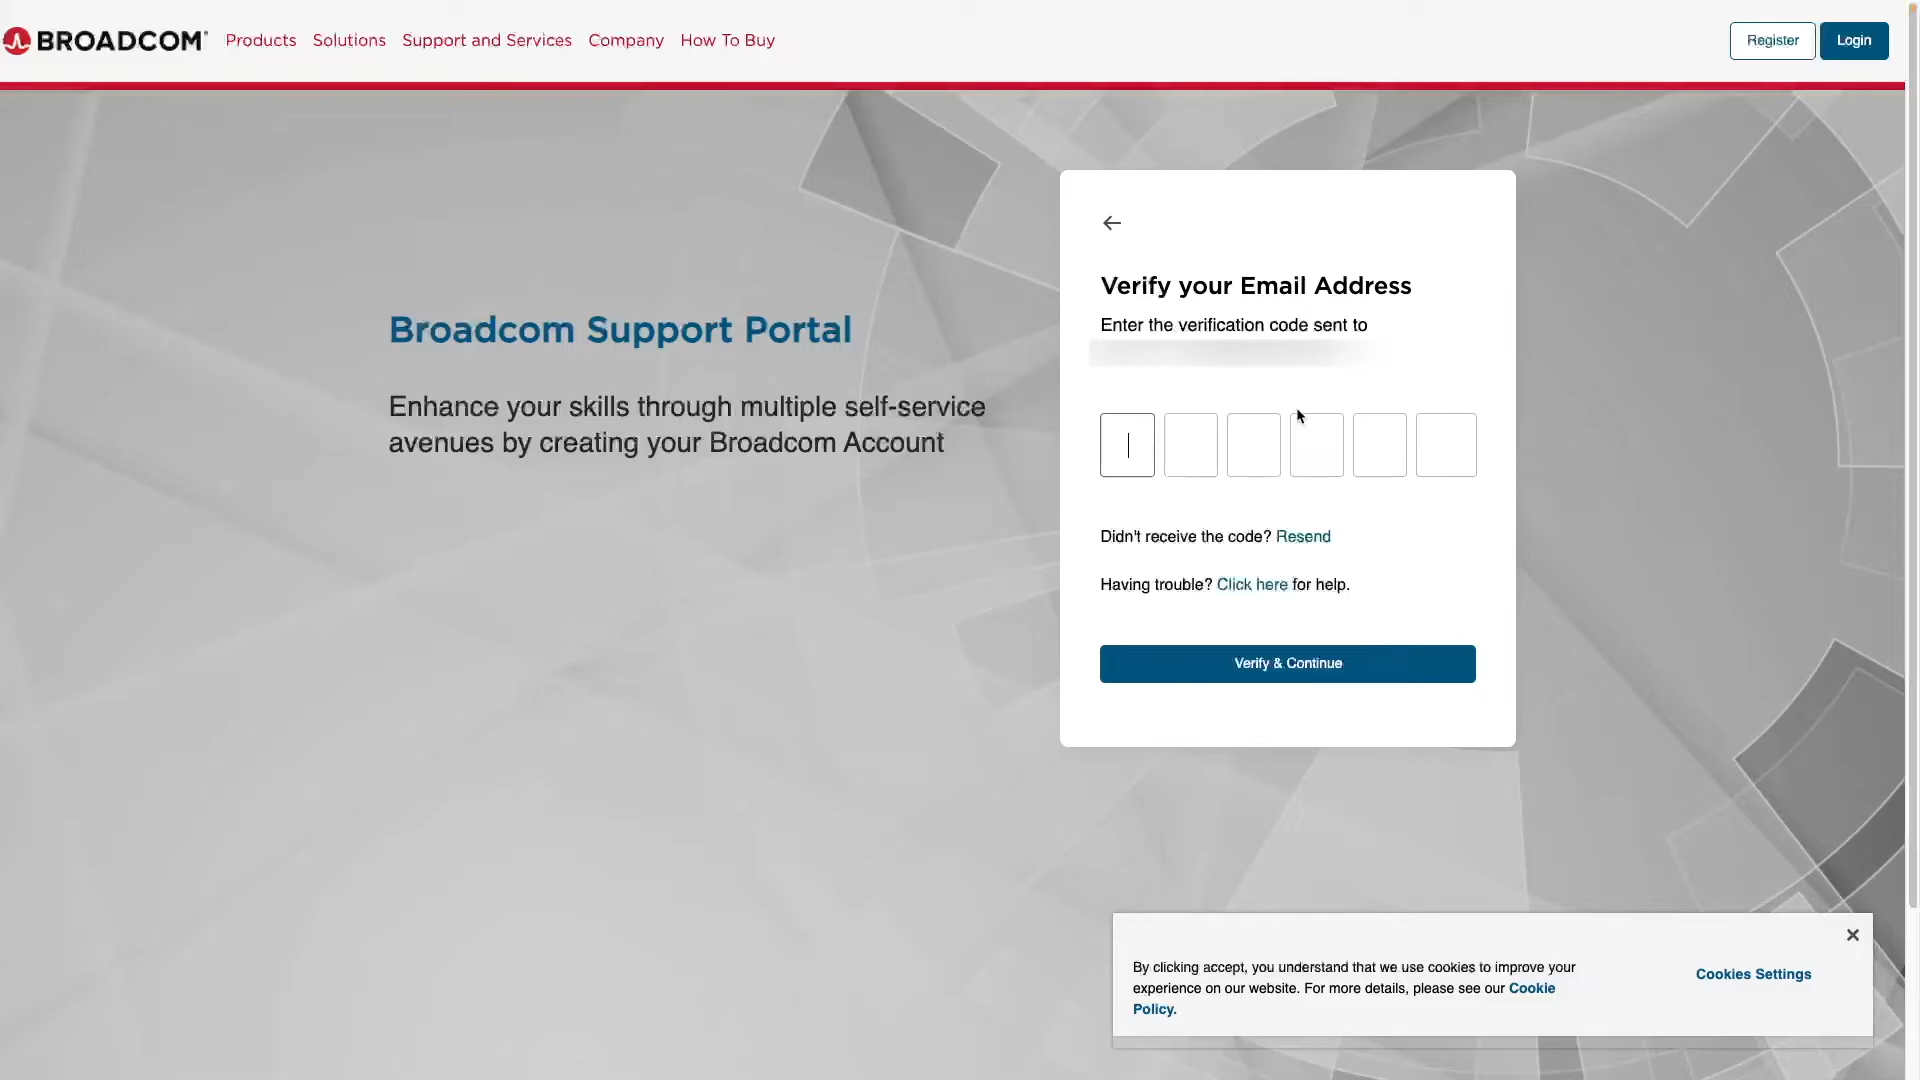 BROADCOM
Products Solutions Support and Services Company How To Buy
Register Login
Broadcom Support Portal
Enhance your skills through multiple self-service
avenues by creating your Broadcom Account
Verify your Email Address
Enter the verification code sent to
Didn't receive the code? Resend
Having trouble? Click here for help.
Verify & Continue
By clicking accept, you understand that we use cookies to improve your
experience on our website. For more details, please see our Cookie
Policy.
Cookies Settings